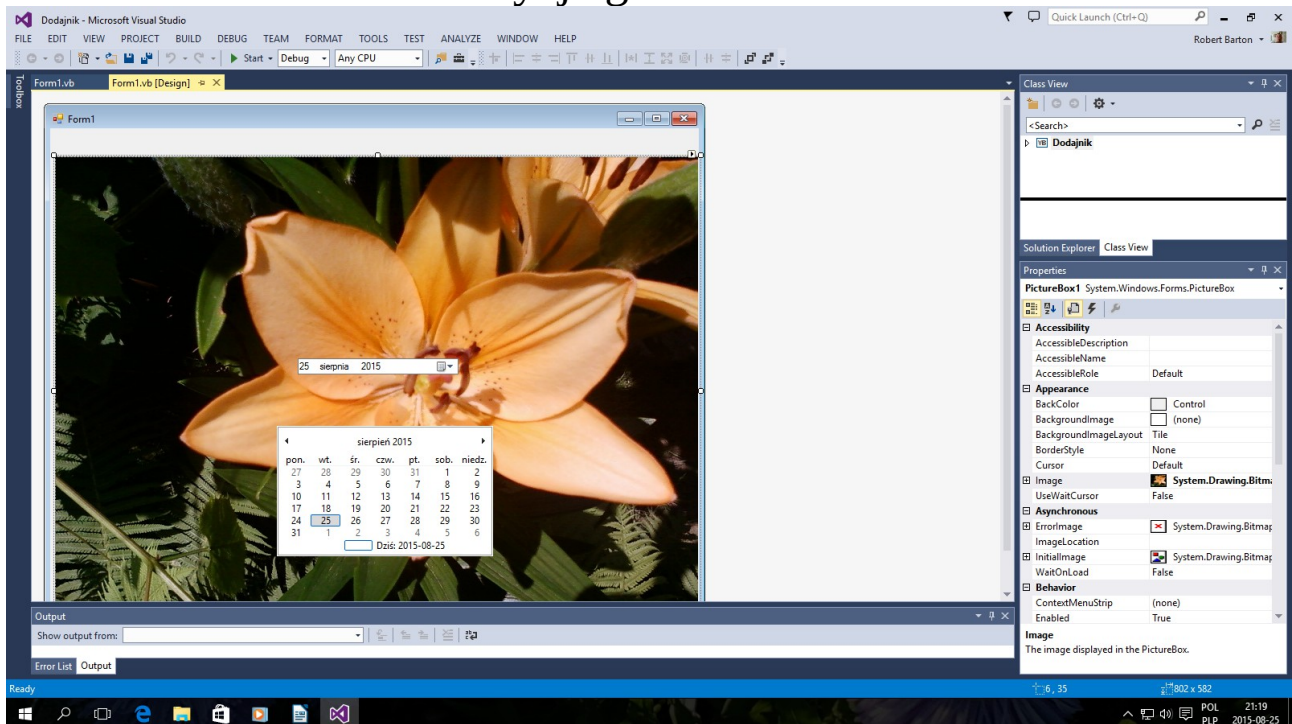 Dodajnik - Microsoft Visual Studio
Quick Launch (Ctrl+Q)
FILE EDIT VIEW PROJECT BUILD DEBUG TEAM FORMAT TOOLS TEST ANALYZE WINDOW HELP
Robert Barton
Start Debug Any CPU
Toolbox
Form1.vb Form1.vb [Design]
Form1
25 sierpnia 2015
sierpień 2015
pon. wt. śr. czw. pt. sob. niedz.
27 28 29 30 31 1 2
3 4 5 6 7 8 9
10 11 12 13 14 15 16
17 18 19 20 21 22 23
24 25 26 27 28 29 30
31 1 2 3 4 5 6
Dziś: 2015-08-25
Class View
<Search>
VB Dodajnik
Solution Explorer Class View
Properties
PictureBox1 System.Windows.Forms.PictureBox
Accessibility
AccessibleDescription
AccessibleName
AccessibleRole Default
Appearance
BackColor Control
BackgroundImage (none)
BackgroundImageLayout Tile
BorderStyle None
Cursor Default
Image System.Drawing.Bitm
UseWaitCursor False
Asynchronous
ErrorImage System.Drawing.Bitmap
ImageLocation
InitialImage System.Drawing.Bitmap
WaitOnLoad False
Behavior
ContextMenuStrip (none)
Enabled True
Image
The image displayed in the PictureBox.
Output
Show output from:
Error List Output
Ready
6 , 35
802 x 582
POL
PLP
21:19
2015-08-25